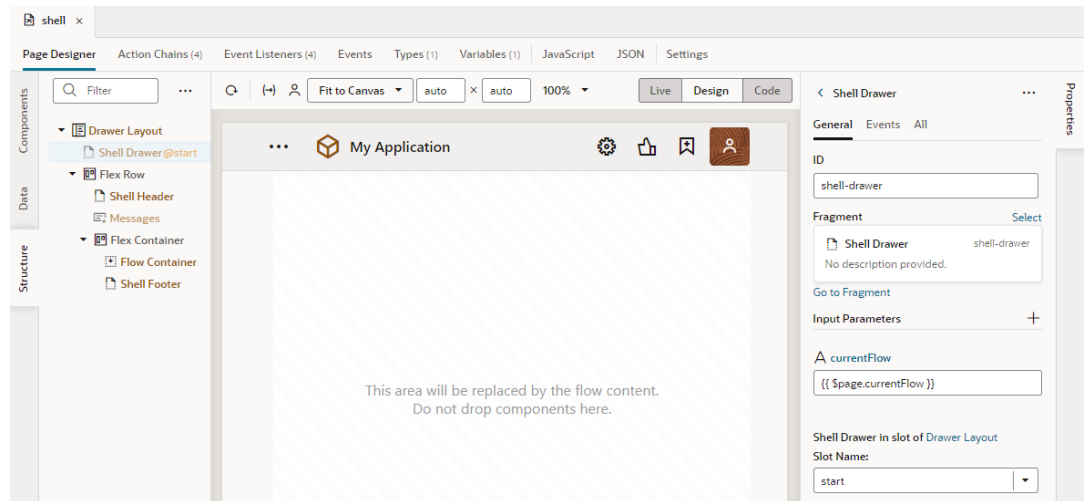 shell ×
Page Designer Action Chains (4) Event Listeners (4) Events Types (1) Variables (1) JavaScript JSON Settings
Components
Data
Structure
Filter ...
Drawer Layout
Shell Drawer @start
Flex Row
Shell Header
Messages
Flex Container
Flow Container
Shell Footer
Fit to Canvas auto × auto 100% Live Design Code
... My Application
This area will be replaced by the flow content.
Do not drop components here.
Shell Drawer ...
General Events All
ID
shell-drawer
Fragment Select
Shell Drawer shell-drawer
No description provided.
Go to Fragment
Input Parameters +
A currentFlow
{{ $page.currentFlow }}
Shell Drawer in slot of Drawer Layout
Slot Name:
start
Properties